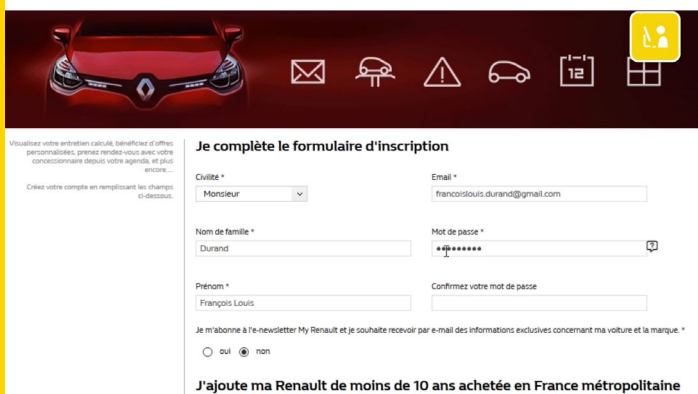 12
Visualisez votre entretien calculé, bénéficiez d'offres
personnalisées, prenez rendez-vous avec votre
concessionnaire depuis votre agenda, et plus
encore....
Créez votre compte en remplissant les champs
ci-dessous.
Je complète le formulaire d'inscription
Civilité *
Email *
Monsieur
francoislouis.durand@gmail.com
Nom de famille *
Mot de passe *
Durand
•••••••••
?
Prénom *
Confirmez votre mot de passe
François Louis
Je m'abonne à l'e-newsletter My Renault et je souhaite recevoir par e-mail des informations exclusives concernant ma voiture et la marque. *
oui non
J'ajoute ma Renault de moins de 10 ans achetée en France métropolitaine